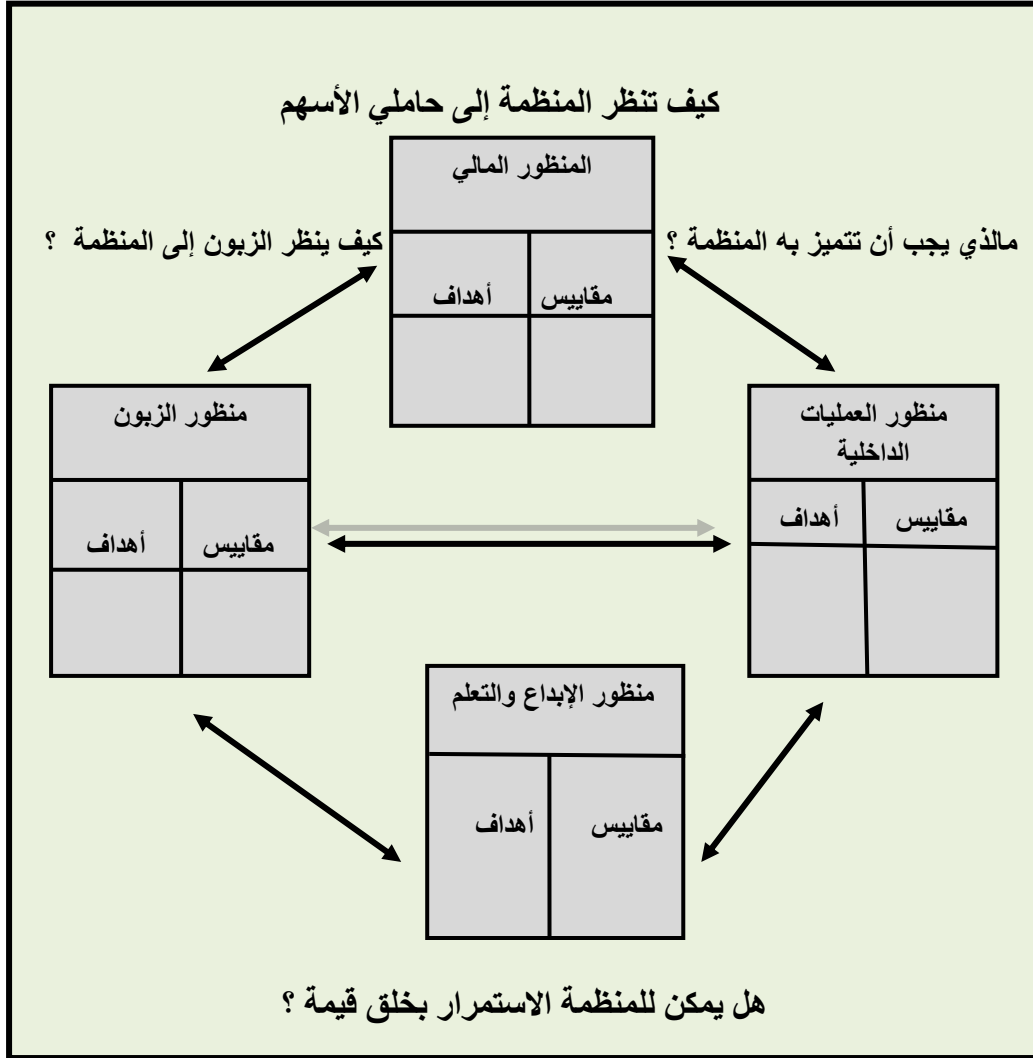 كيف تنظر المنظمة إلى حاملي الأسهم
المنظور المالي
مالذي يجب أن تتميز به المنظمة ؟
كيف ينظر الزبون إلى المنظمة ؟
مقاييس
أهداف
منظور العمليات
الداخلية
مقاييس
أهداف
منظور الزبون
مقاييس
أهداف
منظور الإبداع والتعلم
مقاييس
أهداف
هل يمكن للمنظمة الاستمرار بخلق قيمة ؟